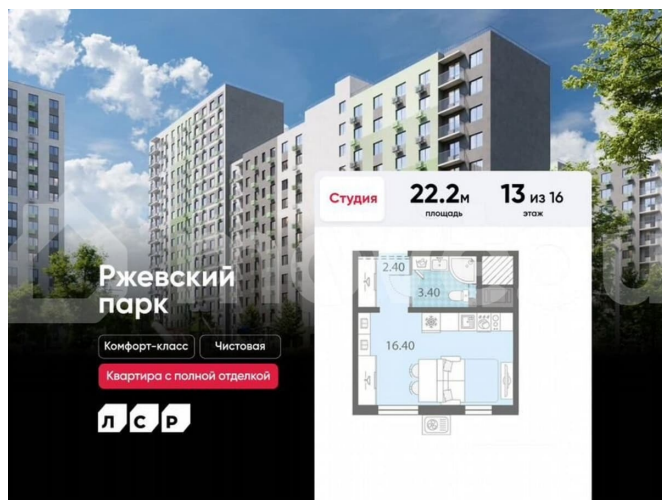 Студия
22.2м
площадь
13 из 16
этаж
2.40
3.40
16.40
Ржевский
парк
Комфорт-класс
Чистовая
Квартира с полной отделкой
ЛСР